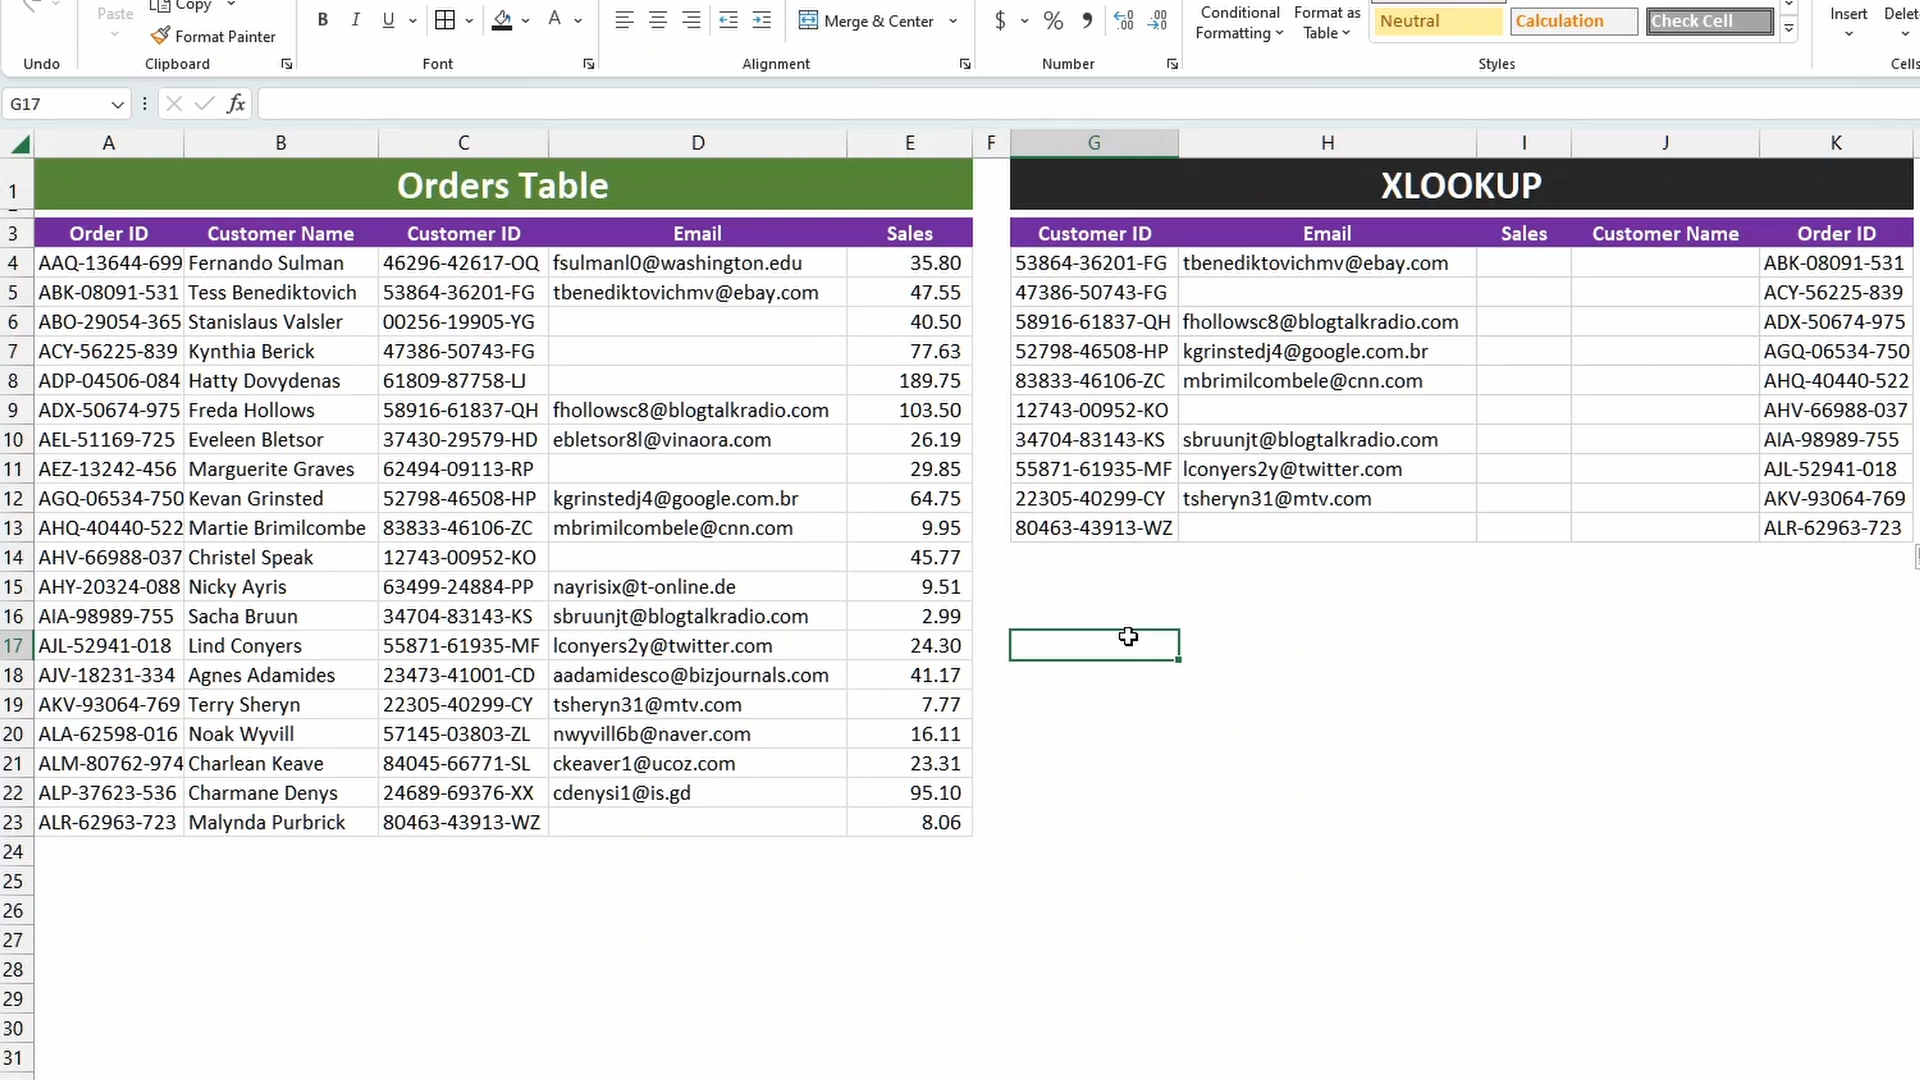 Paste
Copy
Format Painter
B I U A
Merge & Center
$ % 9
Conditional Formatting
Format as Table
Neutral
Calculation
Check Cell
Insert
Undo
Clipboard
Font
Alignment
Number
Styles
Cells
G17 fx
A B C D E F G H I J K
1 Orders Table XLOOKUP
3 Order ID Customer Name Customer ID Email Sales Customer ID Email Sales Customer Name Order ID
4 AAQ-13644-699 Fernando Sulman 46296-42617-OQ fsulmanl0@washington.edu 35.80 53864-36201-FG tbenediktovichmv@ebay.com ABK-08091-531
5 ABK-08091-531 Tess Benediktovich 53864-36201-FG tbenediktovichmv@ebay.com 47.55 47386-50743-FG ACY-56225-839
6 ABO-29054-365 Stanislaus Valsler 00256-19905-YG 40.50 58916-61837-QH fhollowsc8@blogtalkradio.com ADX-50674-975
7 ACY-56225-839 Kynthia Berick 47386-50743-FG 77.63 52798-46508-HP kgrinstedj4@google.com.br AGQ-06534-750
8 ADP-04506-084 Hatty Dovydenas 61809-87758-LJ 189.75 83833-46106-ZC mbrimilcombele@cnn.com AHQ-40440-522
9 ADX-50674-975 Freda Hollows 58916-61837-QH fhollowsc8@blogtalkradio.com 103.50 12743-00952-KO AHV-66988-037
10 AEL-51169-725 Eveleen Bletsor 37430-29579-HD ebletsor8l@vinaora.com 26.19 34704-83143-KS sbruunjt@blogtalkradio.com AIA-98989-755
11 AEZ-13242-456 Marguerite Graves 62494-09113-RP 29.85 55871-61935-MF lconyers2y@twitter.com AJL-52941-018
12 AGQ-06534-750 Kevan Grinsted 52798-46508-HP kgrinstedj4@google.com.br 64.75 22305-40299-CY tsheryn31@mtv.com AKV-93064-769
13 AHQ-40440-522 Martie Brimilcombe 83833-46106-ZC mbrimilcombele@cnn.com 9.95 80463-43913-WZ ALR-62963-723
14 AHV-66988-037 Christel Speak 12743-00952-KO 45.77
15 AHY-20324-088 Nicky Ayris 63499-24884-PP nayrisix@t-online.de 9.51
16 AIA-98989-755 Sacha Bruun 34704-83143-KS sbruunjt@blogtalkradio.com 2.99
17 AJL-52941-018 Lind Conyers 55871-61935-MF lconyers2y@twitter.com 24.30
18 AJV-18231-334 Agnes Adamides 23473-41001-CD aadamidesco@bizjournals.com 41.17
19 AKV-93064-769 Terry Sheryn 22305-40299-CY tsheryn31@mtv.com 7.77
20 ALA-62598-016 Noak Wyvill 57145-03803-ZL nwyvill6b@naver.com 16.11
21 ALM-80762-974 Charlean Keave 84045-66771-SL ckeaver1@ucoz.com 23.31
22 ALP-37623-536 Charmane Denys 24689-69376-XX cdenysi1@is.gd 95.10
23 ALR-62963-723 Malynda Purbrick 80463-43913-WZ 8.06
24
25
26
27
28
29
30
31